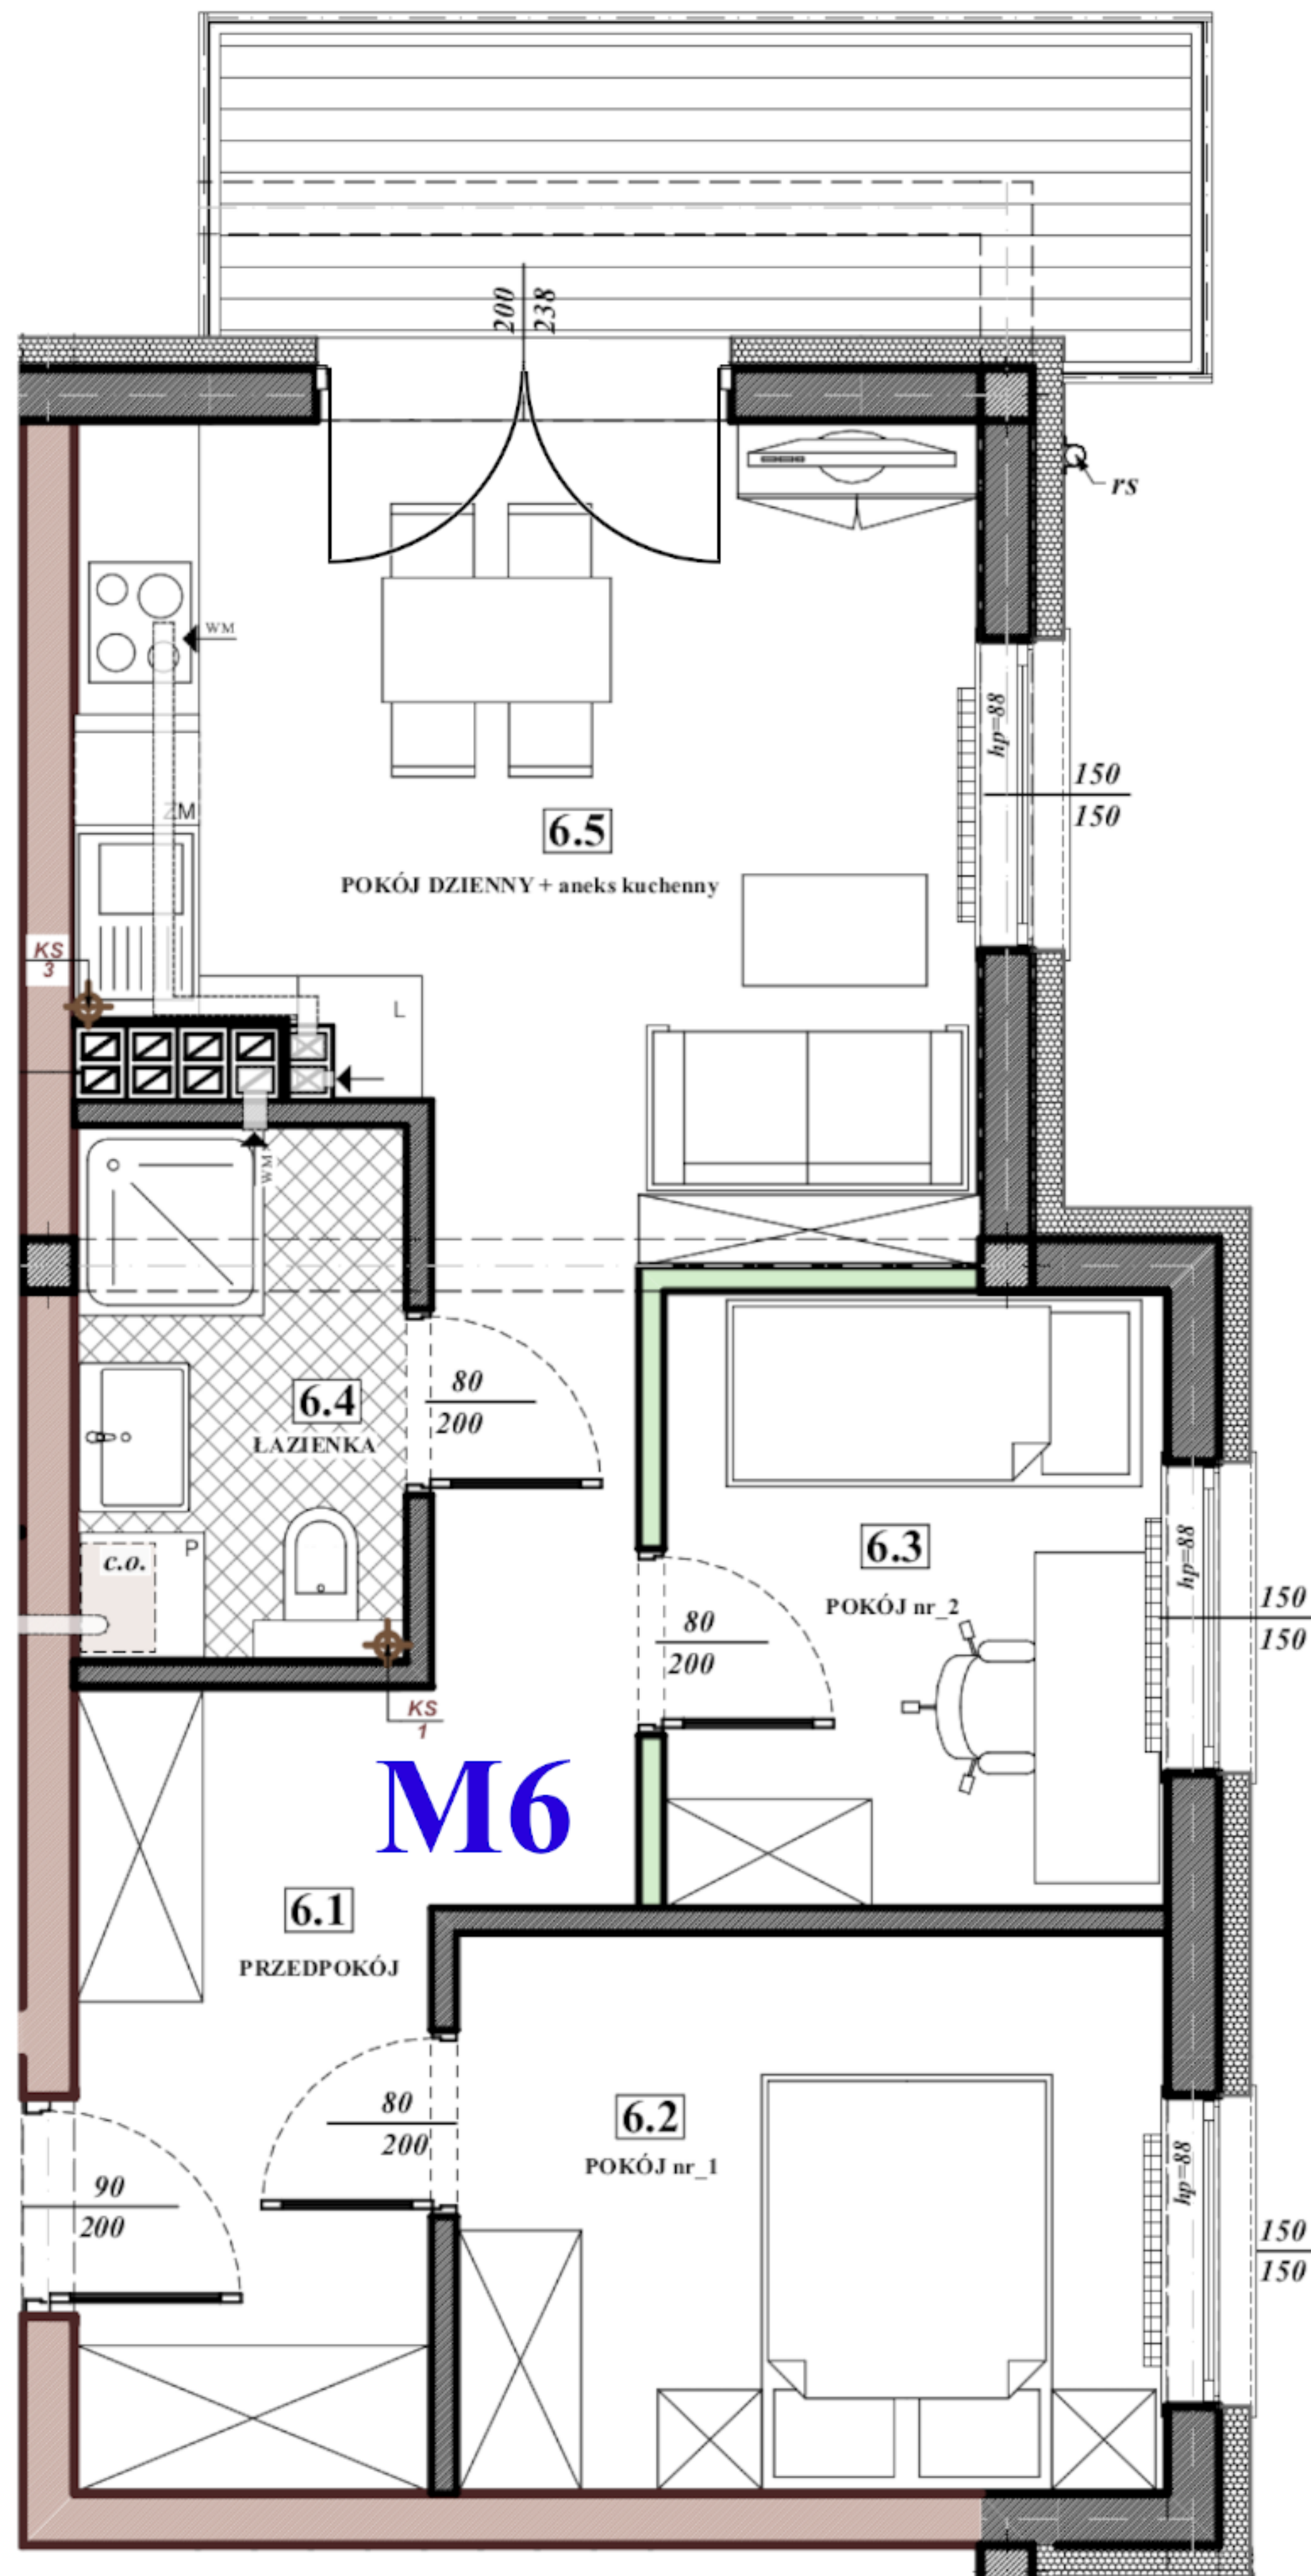 200
238
rs
WM
hp=88
150
150
ZM
6.5
POKÓJ DZIENNY + aneks kuchenny
KS
3
L
WM
6.4
ŁAZIENKA
80
200
c.o.
P
6.3
POKÓJ nr_2
hp=88
150
150
80
200
KS
1
M6
6.1
PRZEDPOKÓJ
80
200
6.2
POKÓJ nr_1
hp=88
90
200
150
150